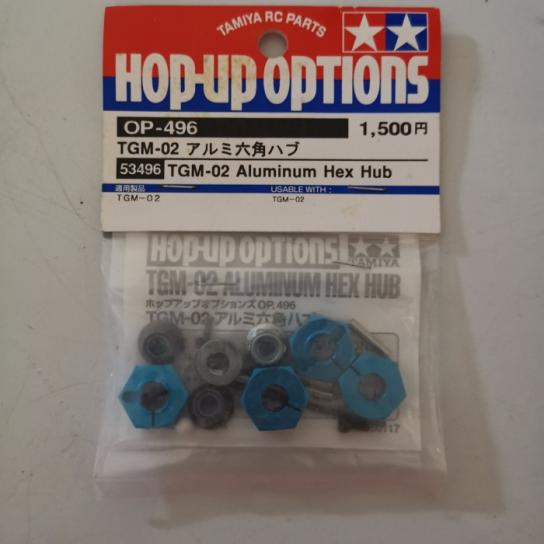 TAMIYA RC PARTS
HOP-UP OPTIONS
OP-496 1,500円
TGM-02 アルミ六角ハブ
53496 TGM-02 Aluminum Hex Hub
適用製品 USABLE WITH :
TGM-02 TGM-02
HOP-UP OPTIONS
TAMIYA
TGM-02 ALUMINUM HEX HUB
ホップアップオプションズ OP.496
TGM-02 アルミ六角ハブ